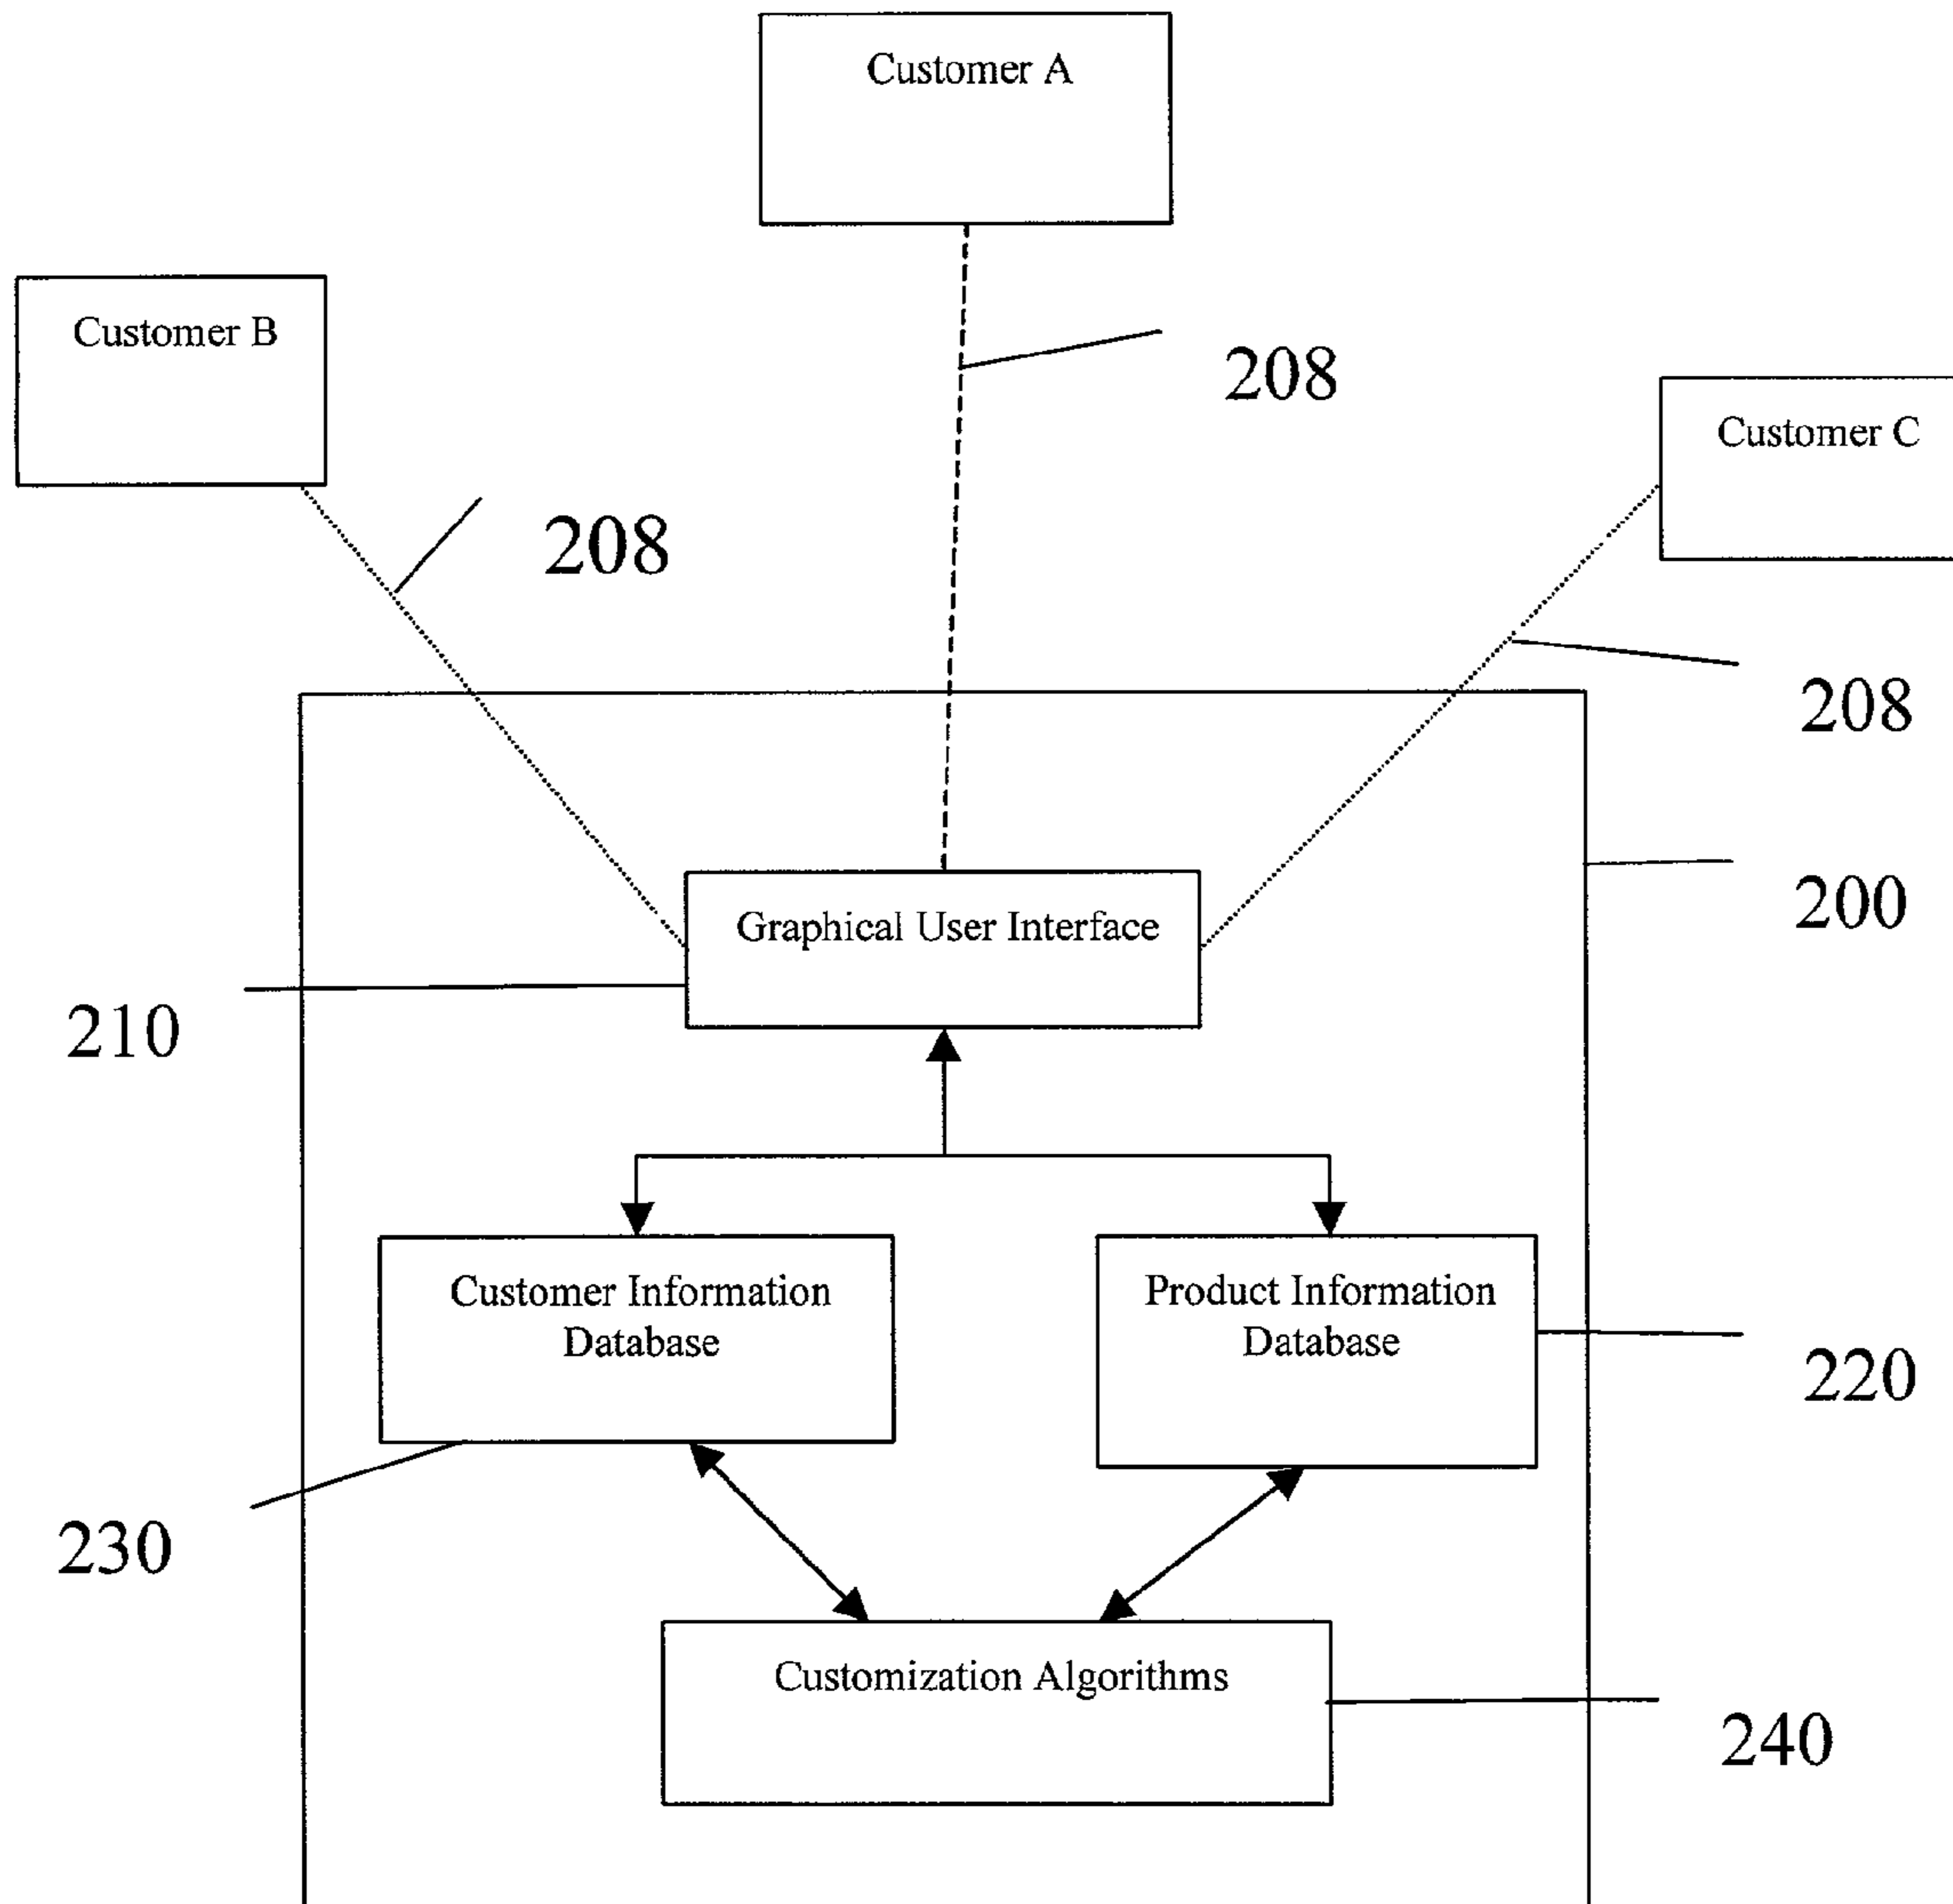 Customer A
Customer B
208
Customer C
208
208
200
Graphical User Interface
210
Customer Information
Database
Product Information
Database
220
230
Customization Algorithms
240